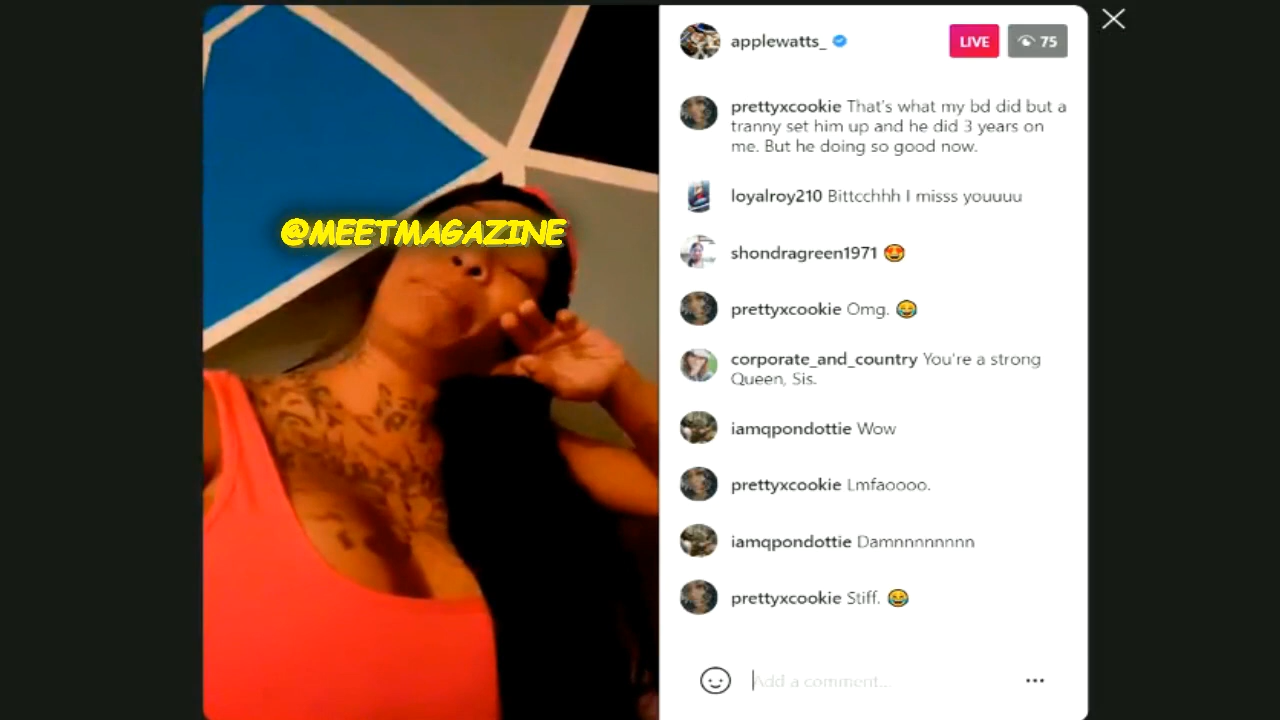 @MEETMAGAZINE
applewatts_
LIVE
75
prettyxcookie That's what my bd did but a
tranny set him up and he did 3 years on
me. But he doing so good now.
loyalroy210 Bittcchhh I misss youuuu
shondragreen1971 😍
prettyxcookie Omg. 😂
corporate_and_country You're a strong
Queen, Sis.
iamqpondottie Wow
prettyxcookie Lmfaoooo.
iamqpondottie Damnnnnnnnn
prettyxcookie Stiff. 😂
Add a comment...